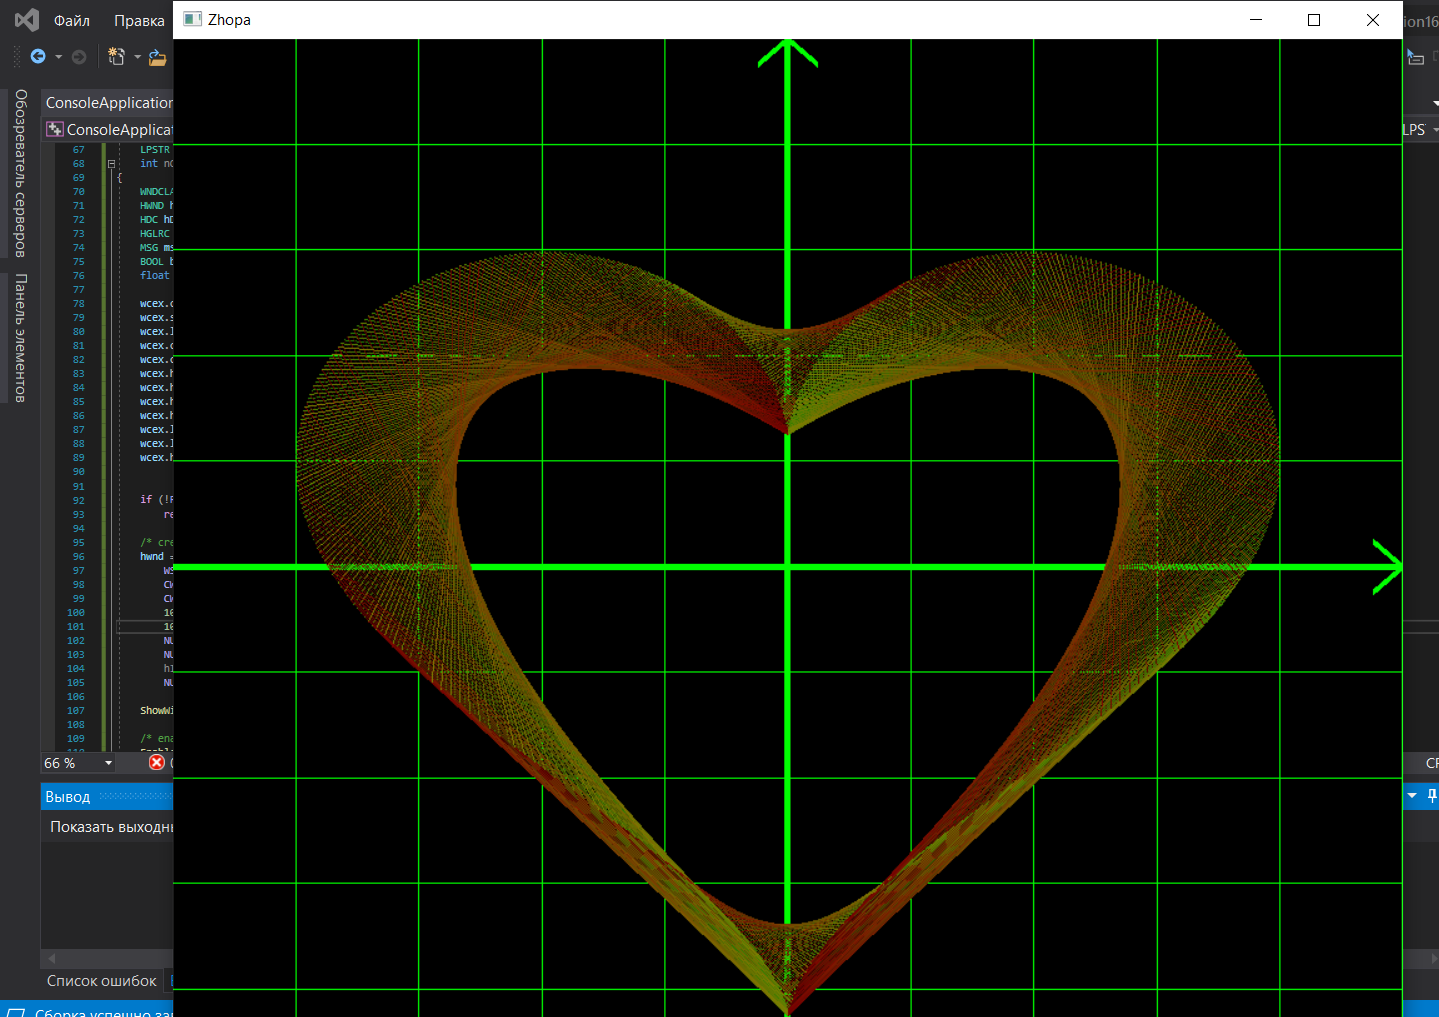 Файл Правка
Zhopa
ion16
Обозреватель серверов
Панель элементов
ConsoleApplication
ConsoleApplicat
LPS
67 LPSTR
68 int nC
69 {
70 WNDCLA
71 HWND h
72 HDC hD
73 HGLRC
74 MSG ms
75 BOOL b
76 float
77
78 wcex.c
79 wcex.s
80 wcex.l
81 wcex.c
82 wcex.c
83 wcex.h
84 wcex.h
85 wcex.h
86 wcex.h
87 wcex.l
88 wcex.l
89 wcex.h
90
91
92 if (!R
93 re
94
95 /* cre
96 hwnd =
97 WS
98 CW
99 CW
100 10
101 10
102 NU
103 NU
104 hI
105 NU
106
107 ShowWi
108
109 /* ena
66 %
Вывод
Показать выходны
Список ошибок
Сборка успешно за